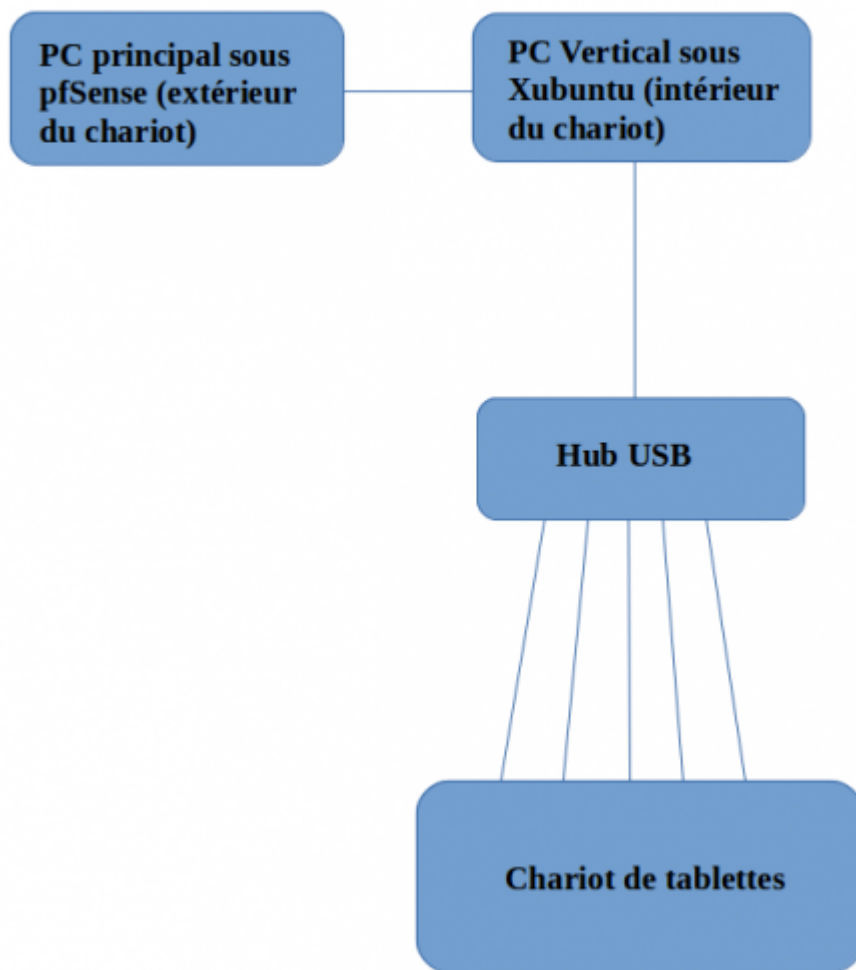 PC principal sous
pfSense (extérieur
du chariot)
PC Vertical sous
Xubuntu (intérieur
du chariot)
Hub USB
Chariot de tablettes